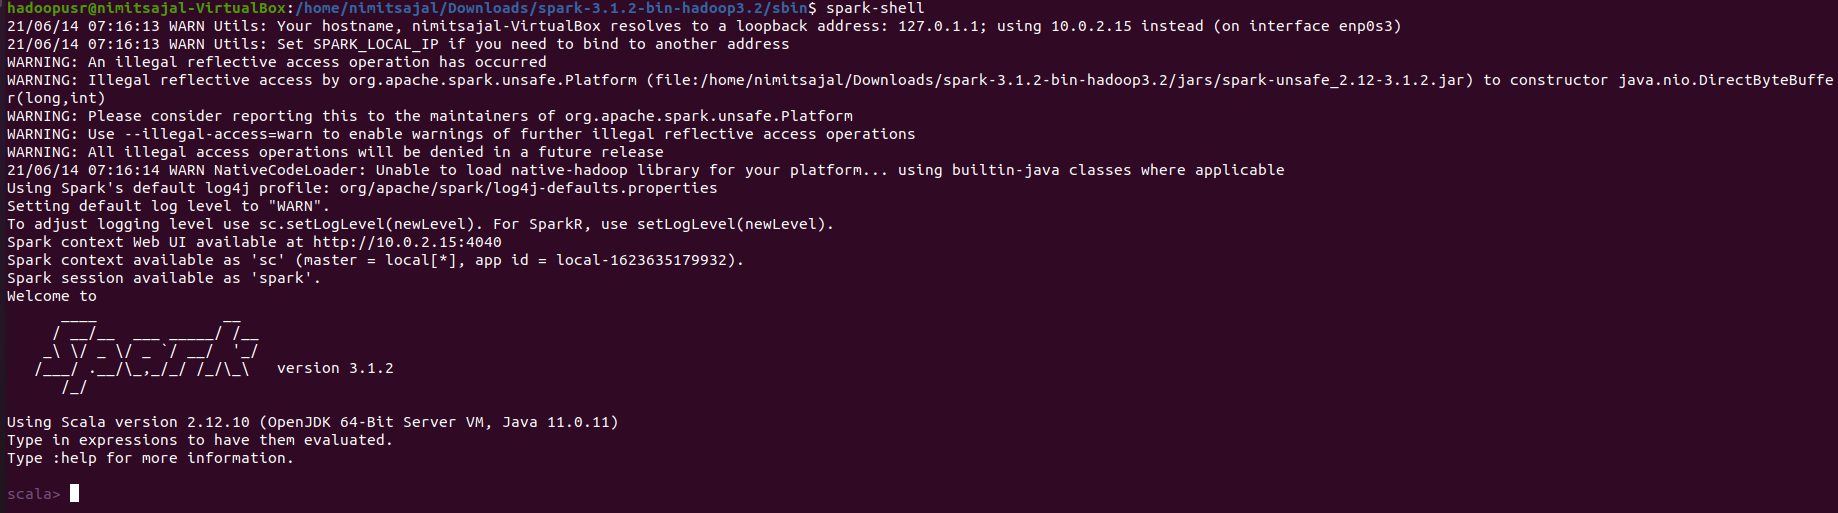 hadoopusr@nimitsajal-VirtualBox:/home/nimitsajal/Downloads/spark-3.1.2-bin-hadoop3.2/sbin$ spark-shell
21/06/14 07:16:13 WARN Utils: Your hostname, nimitsajal-VirtualBox resolves to a loopback address: 127.0.1.1; using 10.0.2.15 instead (on interface enp0s3)
21/06/14 07:16:13 WARN Utils: Set SPARK_LOCAL_IP if you need to bind to another address
WARNING: An illegal reflective access operation has occurred
WARNING: Illegal reflective access by org.apache.spark.unsafe.Platform (file:/home/nimitsajal/Downloads/spark-3.1.2-bin-hadoop3.2/jars/spark-unsafe_2.12-3.1.2.jar) to constructor java.nio.DirectByteBuffe
r(long,int)
WARNING: Please consider reporting this to the maintainers of org.apache.spark.unsafe.Platform
WARNING: Use --illegal-access=warn to enable warnings of further illegal reflective access operations
WARNING: All illegal access operations will be denied in a future release
21/06/14 07:16:14 WARN NativeCodeLoader: Unable to load native-hadoop library for your platform... using builtin-java classes where applicable
Using Spark's default log4j profile: org/apache/spark/log4j-defaults.properties
Setting default log level to "WARN".
To adjust logging level use sc.setLogLevel(newLevel). For SparkR, use setLogLevel(newLevel).
Spark context Web UI available at http://10.0.2.15:4040
Spark context available as 'sc' (master = local[*], app id = local-1623635179932).
Spark session available as 'spark'.
Welcome to
      ____              __
     / __/__  ___ _____/ /__
    _\ \/ _ \/ _ `/ __/  '_/
   /___/ .__/\_,_/_/ /_/\_\   version 3.1.2
      /_/

Using Scala version 2.12.10 (OpenJDK 64-Bit Server VM, Java 11.0.11)
Type in expressions to have them evaluated.
Type :help for more information.

scala>